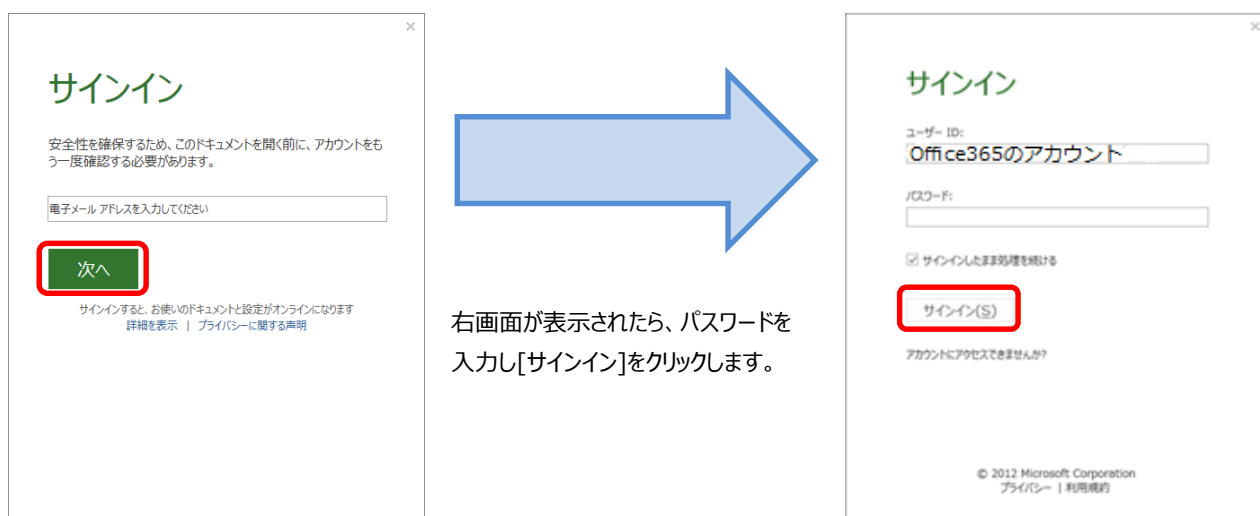 ×
サインイン
安全性を確保するため、このドキュメントを開く前に、アカウントをも
う一度確認する必要があります。
電子メール アドレスを入力してください
次へ
サインインすると、お使いのドキュメントと設定がオンラインになります
詳細を表示 | プライバシーに関する声明
右画面が表示されたら、パスワードを
入力し[サインイン]をクリックします。
×
サインイン
ユーザー ID:
Office365のアカウント
パスワード:
サインインしたまま処理を続ける
サインイン(S)
アカウントにアクセスできませんか?
© 2012 Microsoft Corporation
プライバシー | 利用規約